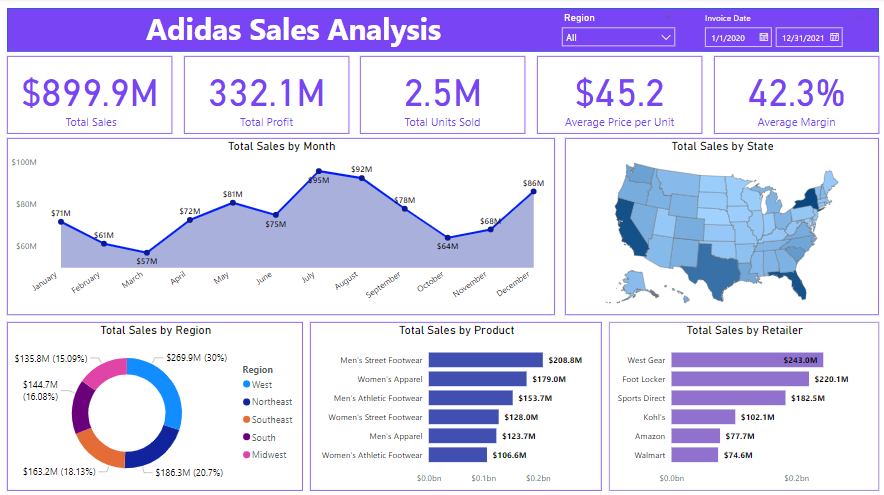 Adidas Sales Analysis
Region
All
Invoice Date
1/1/2020
12/31/2021
$899.9M
Total Sales
332.1M
Total Profit
2.5M
Total Units Sold
$45.2
Average Price per Unit
42.3%
Average Margin
Total Sales by Month
$100M
$80M
$60M
$71M
$61M
$57M
$72M
$81M
$75M
$95M
$92M
$78M
$64M
$68M
$86M
January
February
March
April
May
June
July
August
September
October
November
December
Total Sales by State
Total Sales by Region
$135.8M (15.09%)
$269.9M (30%)
$144.7M
(16.08%)
$163.2M (18.13%)
$186.3M (20.7%)
Region
West
Northeast
Southeast
South
Midwest
Total Sales by Product
Men's Street Footwear $208.8M
Women's Apparel $179.0M
Men's Athletic Footwear $153.7M
Women's Street Footwear $128.0M
Men's Apparel $123.7M
Women's Athletic Footwear $106.6M
$0.0bn $0.1bn $0.2bn
Total Sales by Retailer
West Gear $243.0M
Foot Locker $220.1M
Sports Direct $182.5M
Kohl's $102.1M
Amazon $77.7M
Walmart $74.6M
$0.0bn $0.2bn